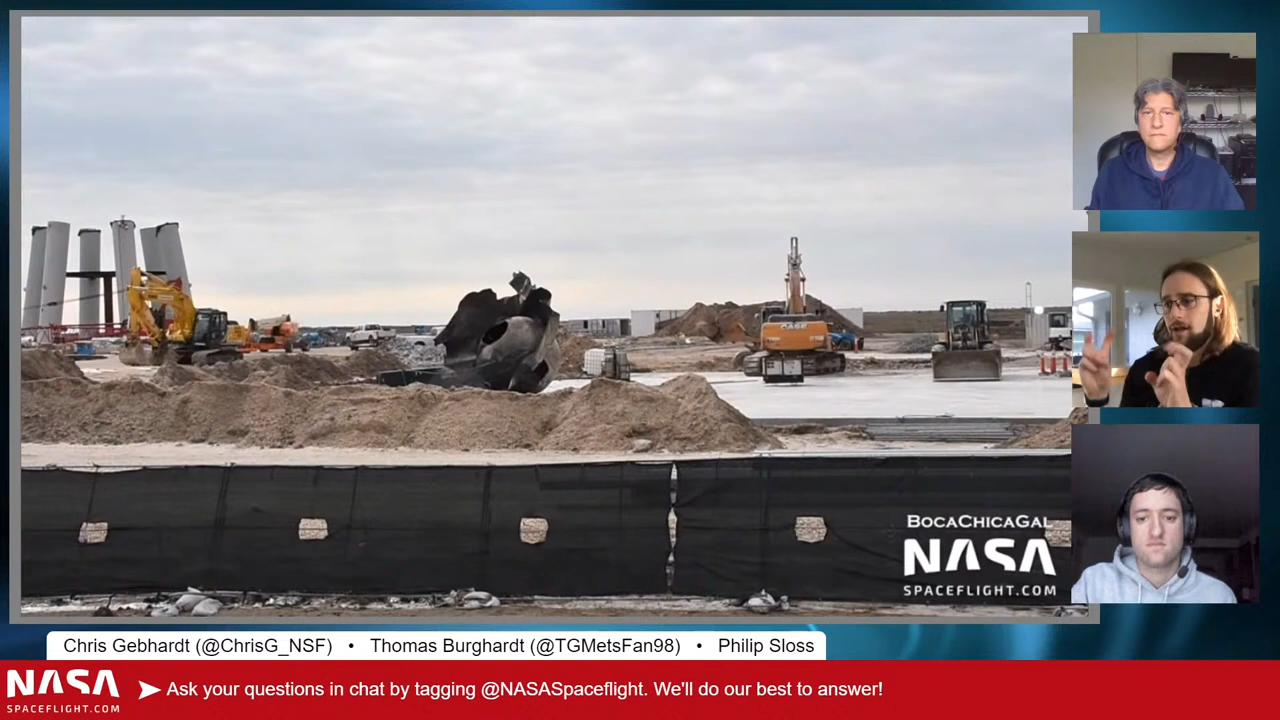 CASE
BOCACHICAGAL
NASA
SPACEFLIGHT.COM
Chris Gebhardt (@ChrisG_NSF) • Thomas Burghardt (@TGMetsFan98) • Philip Sloss
NASA
SPACEFLIGHT.COM
Ask your questions in chat by tagging @NASASpaceflight. We'll do our best to answer!